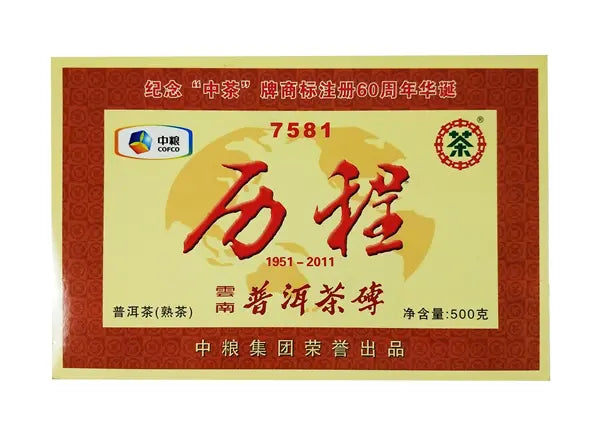 纪念“中茶”牌商标注册60周年华诞
7581
中粮
COFCO
茶
®
历程
1951-2011
雲南
普洱茶磚
普洱茶(熟茶)
净含量:500克
中粮集团荣誉出品